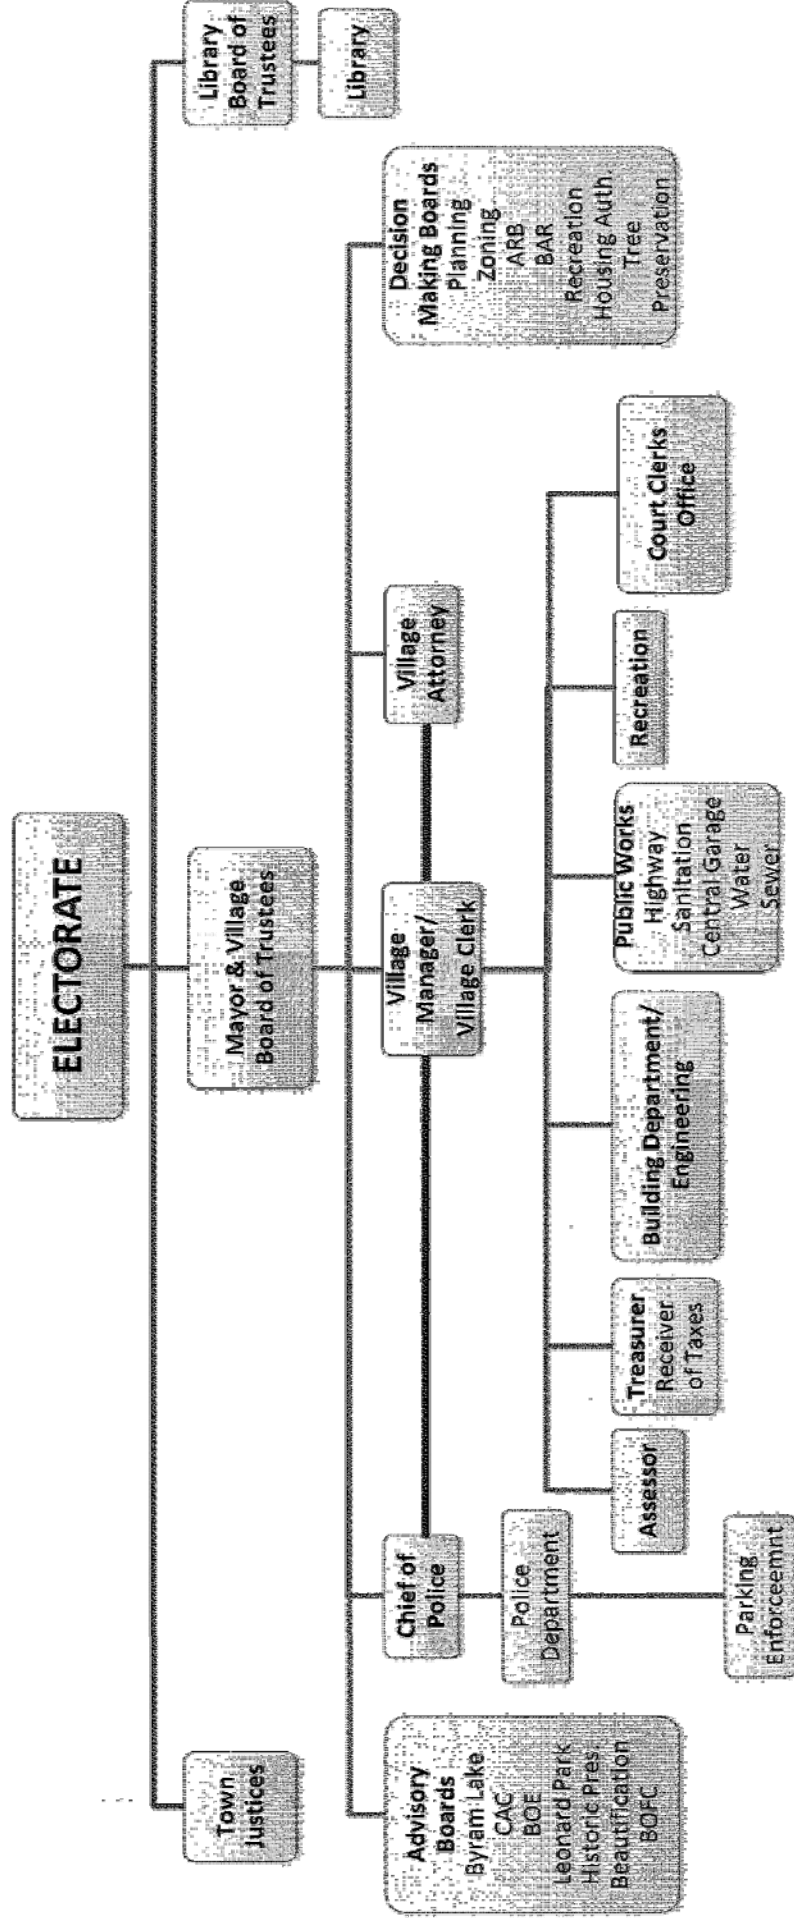 ELECTORATE
Town
Justices
Mayor & Village
Board of Trustees
Library
Board of
Trustees
Library
Advisory
Boards
Byram Lake
CAC
BOE
Leonard Park
Historic Pres.
Beautification
BOFC
Chief of
Police
Village
Manager/
Village Clerk
Village
Attorney
Decision
Making Boards
Planning
Zoning
ARB
BAR
Recreation
Housing Auth.
Tree
Preservation
Police
Department
Parking
Enforceemnt
Assessor
Treasurer
Receiver
of Taxes
Building Department/
Engineering
Public Works
Highway
Sanitation
Central Garage
Water
Sewer
Recreation
Court Clerks
Office